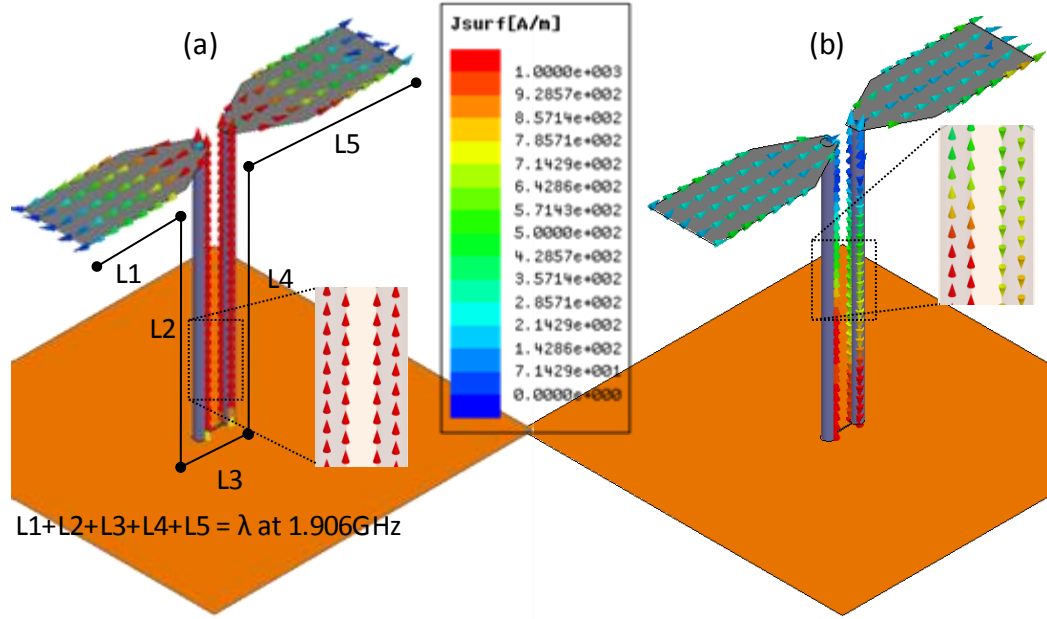 (a)
Jsurf[A/m]
(b)
1.0000e+003
9.2857e+002
8.5714e+002
7.8571e+002
7.1429e+002
6.4286e+002
5.7143e+002
5.0000e+002
4.2857e+002
3.5714e+002
2.8571e+002
2.1429e+002
1.4286e+002
7.1429e+001
0.0000e+000
L5
L1
L4
L2
L3
L1+L2+L3+L4+L5 = λ at 1.906GHz